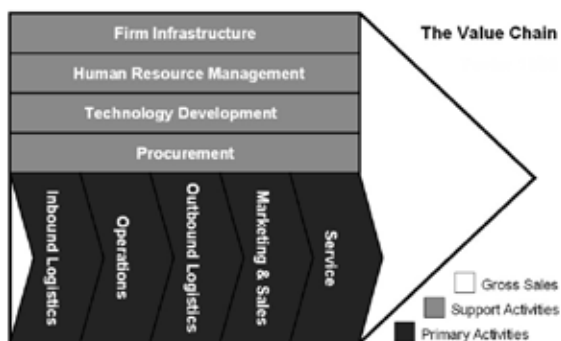 The Value Chain
Firm Infrastructure
Human Resource Management
Technology Development
Procurement
Inbound Logistics
Operations
Outbound Logistics
Marketing & Sales
Service
Gross Sales
Support Activities
Primary Activities